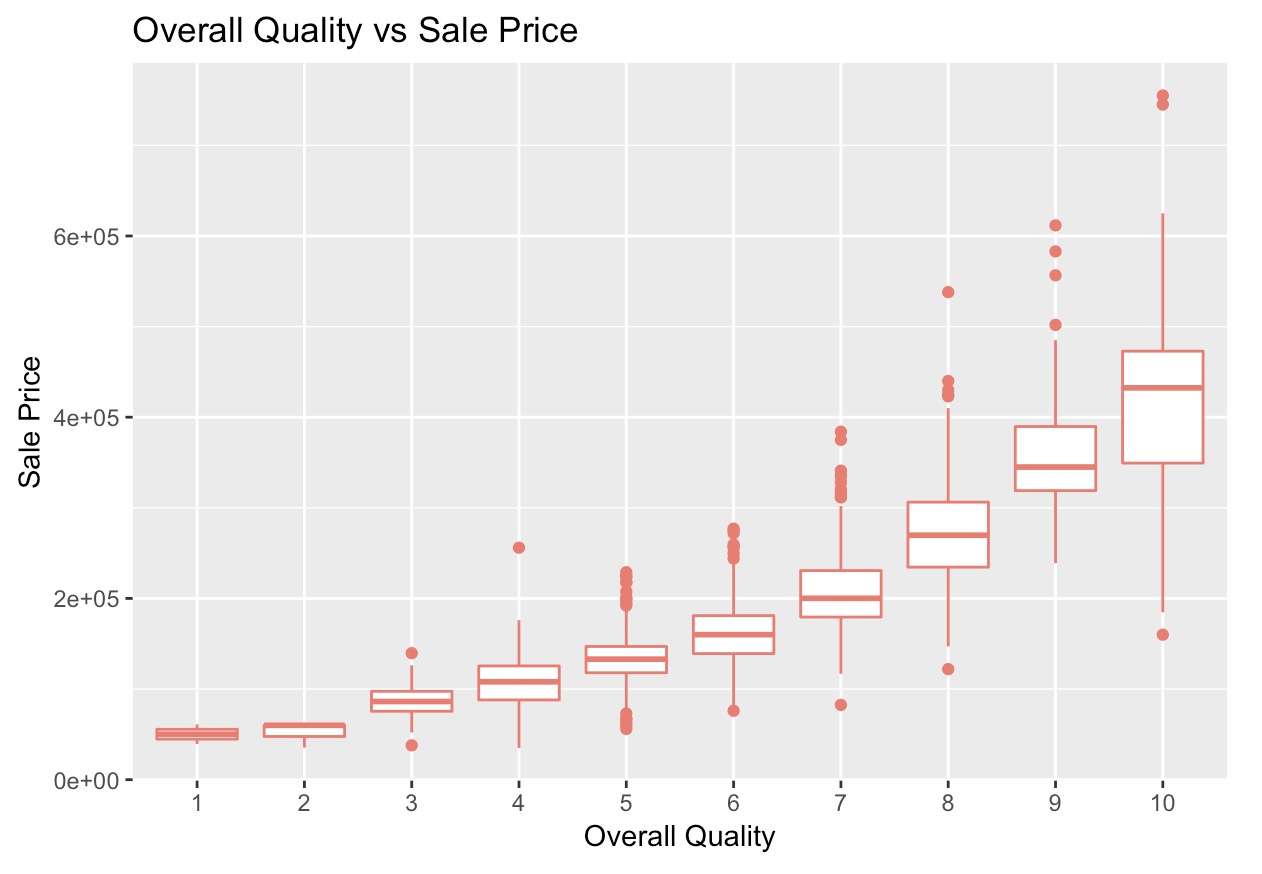 Overall Quality vs Sale Price
6e+05
4e+05
2e+05
0e+00
Sale Price
1 2 3 4 5 6 7 8 9 10
Overall Quality